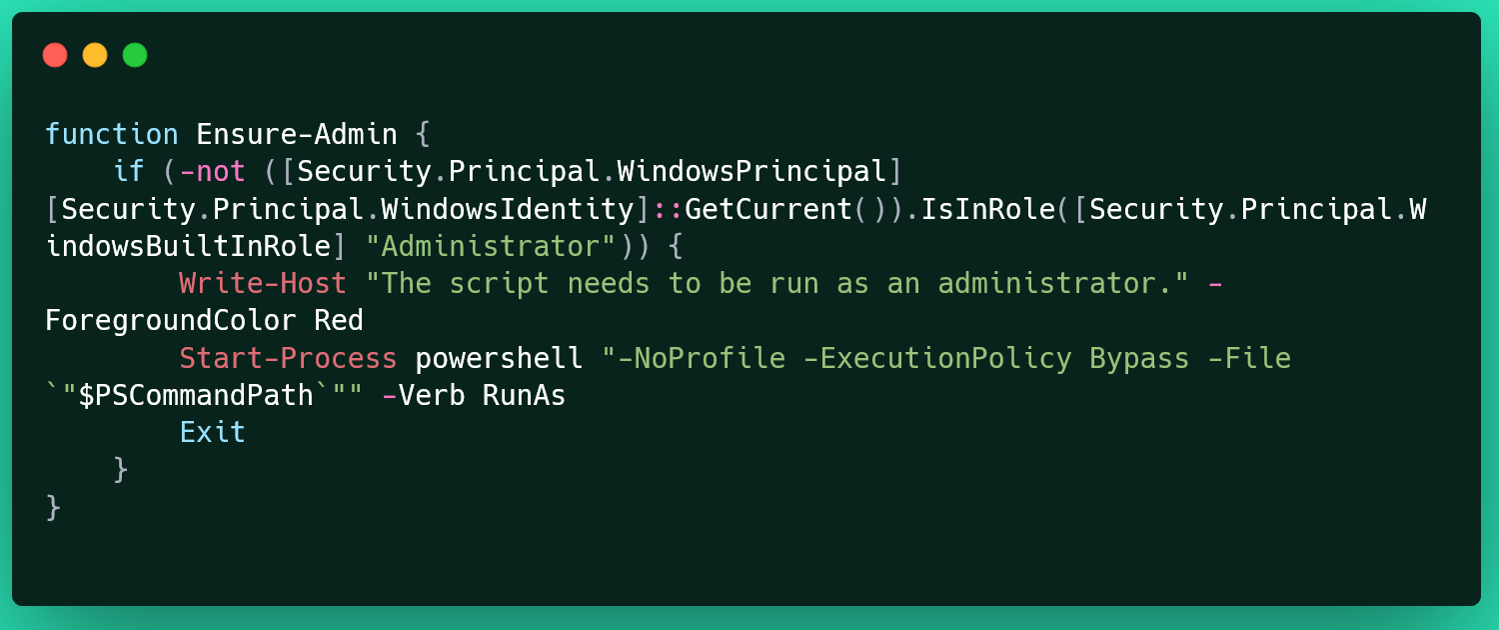 function Ensure-Admin {
    if (-not ([Security.Principal.WindowsPrincipal]
[Security.Principal.WindowsIdentity]::GetCurrent()).IsInRole([Security.Principal.W
indowsBuiltInRole] "Administrator")) {
        Write-Host "The script needs to be run as an administrator." -
ForegroundColor Red
        Start-Process powershell "-NoProfile -ExecutionPolicy Bypass -File
`"$PSCommandPath`"" -Verb RunAs
        Exit
    }
}